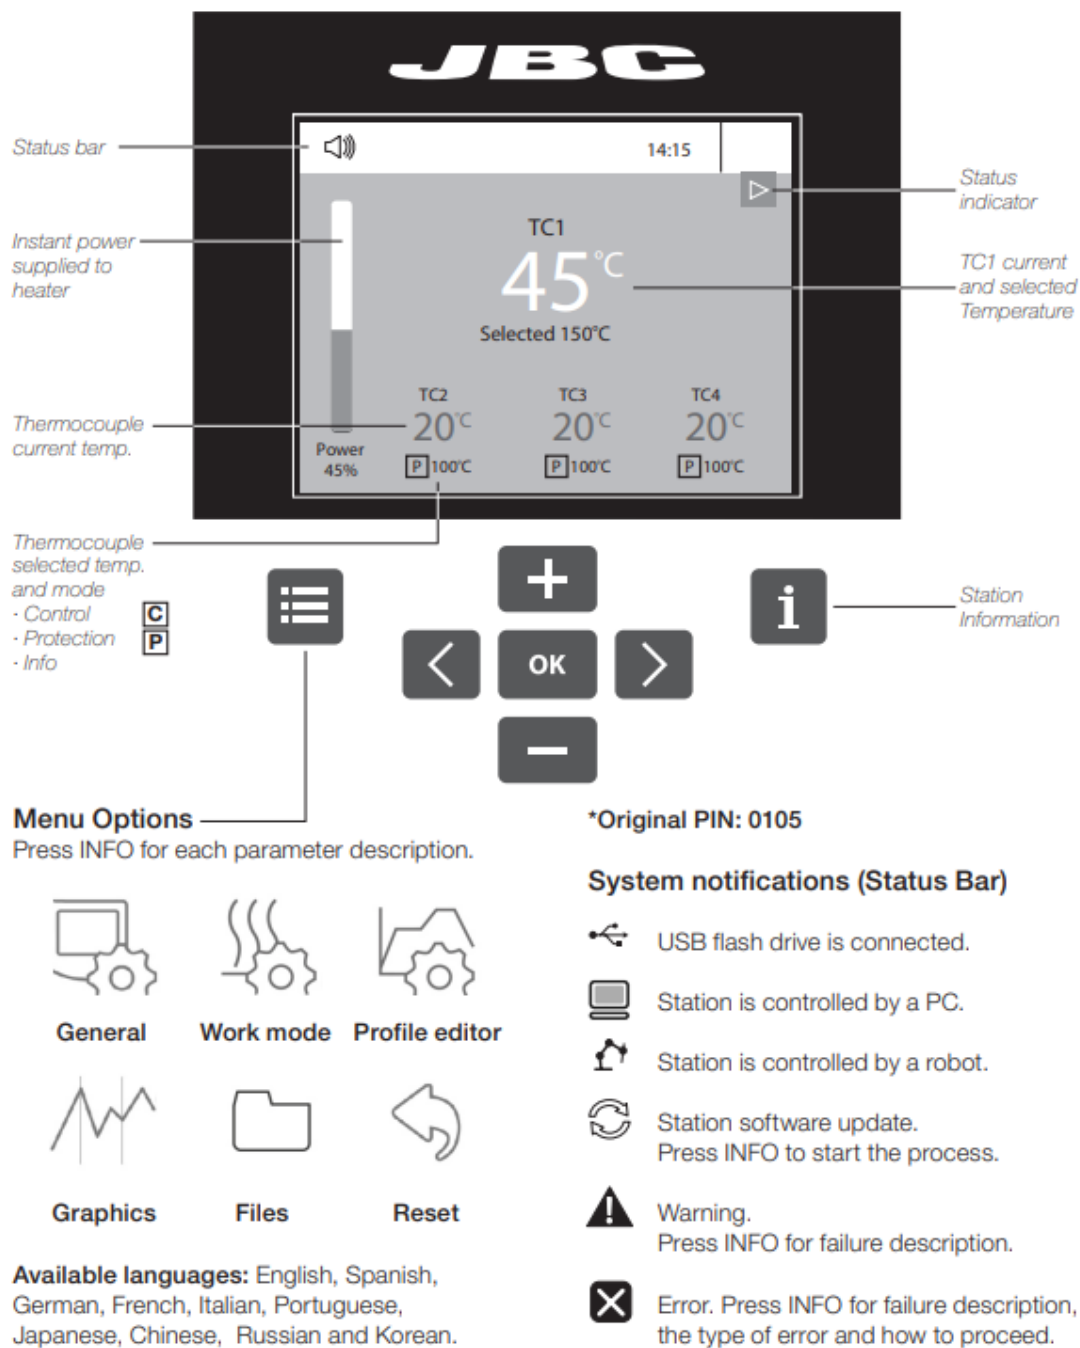 JBC
Status bar
14:15
Status
indicator
Instant power
supplied to
heater
TC1
45°C
Selected 150°C
TC1 current
and selected
Temperature
Thermocouple
current temp.
TC2
20°C
P 100°C
TC3
20°C
P 100°C
TC4
20°C
P 100°C
Power
45%
Thermocouple
selected temp.
and mode
· Control C
· Protection P
· Info
+
<
OK
>
−
i
Station
Information
Menu Options
Press INFO for each parameter description.
General
Work mode
Profile editor
Graphics
Files
Reset
Available languages: English, Spanish,
German, French, Italian, Portuguese,
Japanese, Chinese, Russian and Korean.
*Original PIN: 0105
System notifications (Status Bar)
USB flash drive is connected.
Station is controlled by a PC.
Station is controlled by a robot.
Station software update.
Press INFO to start the process.
Warning.
Press INFO for failure description.
Error. Press INFO for failure description,
the type of error and how to proceed.